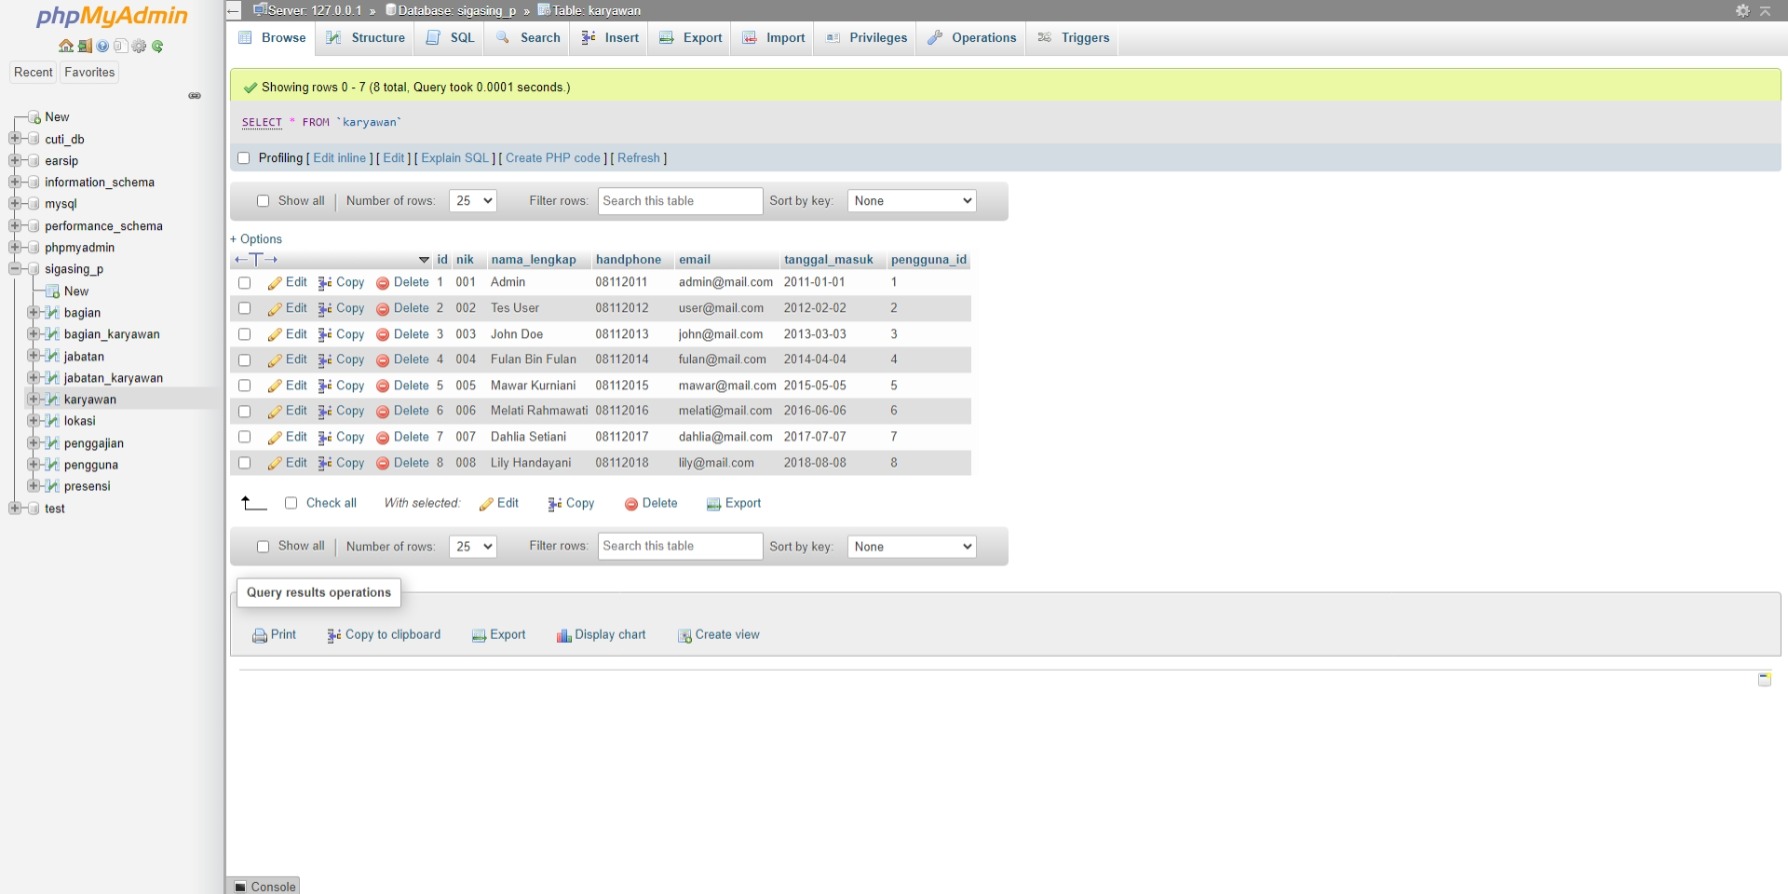 phpMyAdmin
Recent Favorites
New
cuti_db
earsip
information_schema
mysql
performance_schema
phpmyadmin
sigasing_p
New
bagian
bagian_karyawan
jabatan
jabatan_karyawan
karyawan
lokasi
penggajian
pengguna
presensi
test
Server: 127.0.0.1 » Database: sigasing_p » Table: karyawan
Browse Structure SQL Search Insert Export Import Privileges Operations Triggers
Showing rows 0 - 7 (8 total, Query took 0.0001 seconds.)
SELECT * FROM `karyawan`
Profiling [ Edit inline ] [ Edit ] [ Explain SQL ] [ Create PHP code ] [ Refresh ]
Show all Number of rows: 25 Filter rows: Search this table Sort by key: None
+ Options
id nik nama_lengkap handphone email tanggal_masuk pengguna_id
Edit Copy Delete 1 001 Admin 08112011 admin@mail.com 2011-01-01 1
Edit Copy Delete 2 002 Tes User 08112012 user@mail.com 2012-02-02 2
Edit Copy Delete 3 003 John Doe 08112013 john@mail.com 2013-03-03 3
Edit Copy Delete 4 004 Fulan Bin Fulan 08112014 fulan@mail.com 2014-04-04 4
Edit Copy Delete 5 005 Mawar Kurniani 08112015 mawar@mail.com 2015-05-05 5
Edit Copy Delete 6 006 Melati Rahmawati 08112016 melati@mail.com 2016-06-06 6
Edit Copy Delete 7 007 Dahlia Setiani 08112017 dahlia@mail.com 2017-07-07 7
Edit Copy Delete 8 008 Lily Handayani 08112018 lily@mail.com 2018-08-08 8
Check all With selected: Edit Copy Delete Export
Show all Number of rows: 25 Filter rows: Search this table Sort by key: None
Query results operations
Print Copy to clipboard Export Display chart Create view
Console